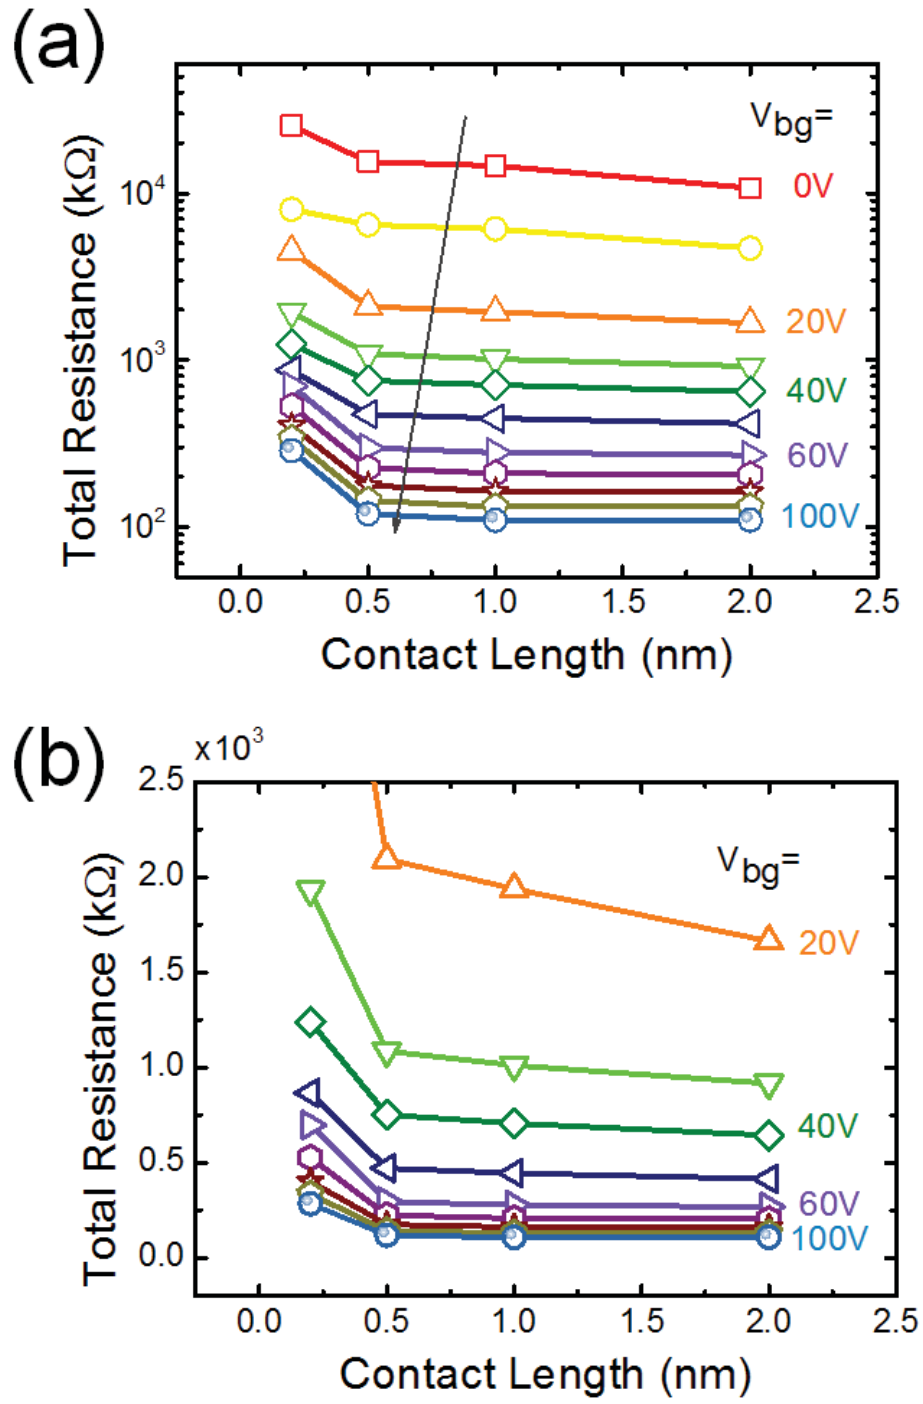 (a)
V_bg=
0V
10^4
20V
10^3
40V
60V
100V
10^2
Total Resistance (kΩ)
0.0 0.5 1.0 1.5 2.0 2.5
Contact Length (nm)
(b)
x10^3
2.5
V_bg=
2.0
20V
1.5
1.0
40V
0.5
60V
100V
0.0
Total Resistance (kΩ)
0.0 0.5 1.0 1.5 2.0 2.5
Contact Length (nm)